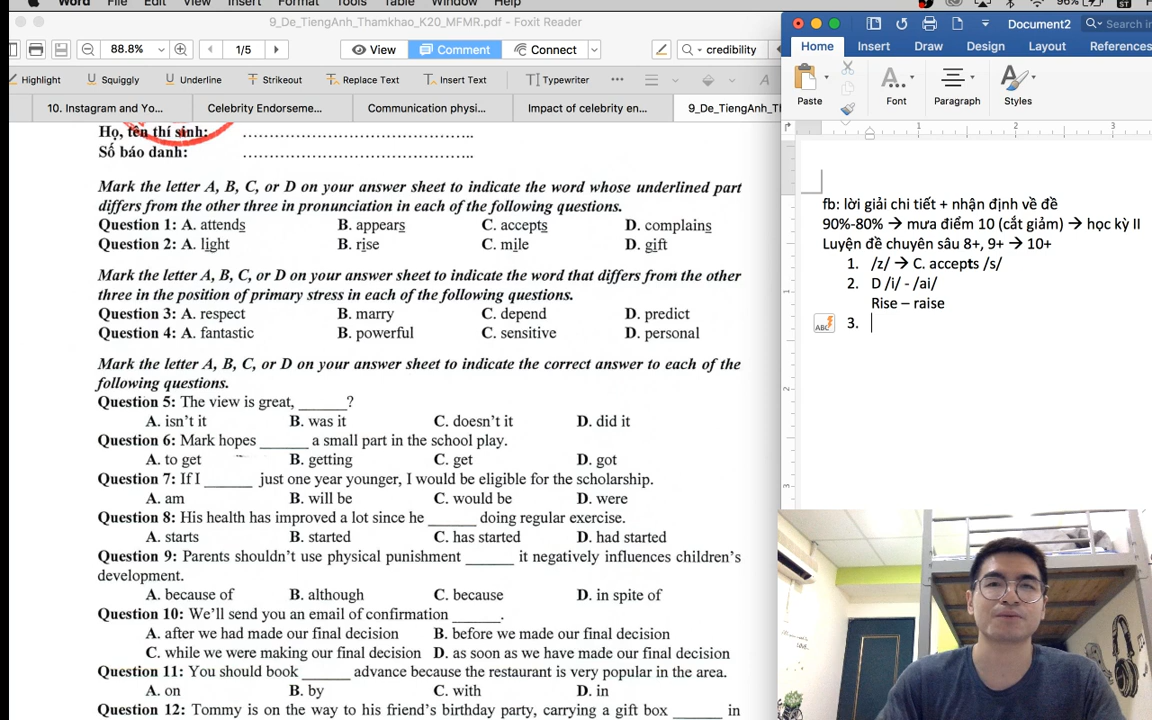 Word File Edit View Insert Format Tools Table Window Help 96%
9_De_TiengAnh_Thamkhao_K20_MFMR.pdf - Foxit Reader
88.8% 1/5 View Comment Connect credibility
Highlight Squiggly Underline Strikeout Replace Text Insert Text Typewriter
10. Instagram and Yo... Celebrity Endorseme... Communication physi... Impact of celebrity en... 9_De_TiengAnh_Th
Họ, tên thí sinh: ..............................................
Số báo danh: ..............................................
Mark the letter A, B, C, or D on your answer sheet to indicate the word whose underlined part
differs from the other three in pronunciation in each of the following questions.
Question 1: A. attends B. appears C. accepts D. complains
Question 2: A. light B. rise C. mile D. gift
Mark the letter A, B, C, or D on your answer sheet to indicate the word that differs from the other
three in the position of primary stress in each of the following questions.
Question 3: A. respect B. marry C. depend D. predict
Question 4: A. fantastic B. powerful C. sensitive D. personal
Mark the letter A, B, C, or D on your answer sheet to indicate the correct answer to each of the
following questions.
Question 5: The view is great, ______?
A. isn't it B. was it C. doesn't it D. did it
Question 6: Mark hopes ______ a small part in the school play.
A. to get B. getting C. get D. got
Question 7: If I ______ just one year younger, I would be eligible for the scholarship.
A. am B. will be C. would be D. were
Question 8: His health has improved a lot since he ______ doing regular exercise.
A. starts B. started C. has started D. had started
Question 9: Parents shouldn't use physical punishment ______ it negatively influences children's
development.
A. because of B. although C. because D. in spite of
Question 10: We'll send you an email of confirmation ______.
A. after we had made our final decision B. before we made our final decision
C. while we were making our final decision D. as soon as we have made our final decision
Question 11: You should book ______ advance because the restaurant is very popular in the area.
A. on B. by C. with D. in
Question 12: Tommy is on the way to his friend's birthday party, carrying a gift box ______ in
Document2 Search in
Home Insert Draw Design Layout References
Paste Font Paragraph Styles
1 2 3
fb: lời giải chi tiết + nhận định về đề
90%-80% → mưa điểm 10 (cắt giảm) → học kỳ II
Luyện đề chuyên sâu 8+, 9+ → 10+
1. /z/ → C. accepts /s/
2. D /i/ - /ai/
Rise – raise
3.
ABC